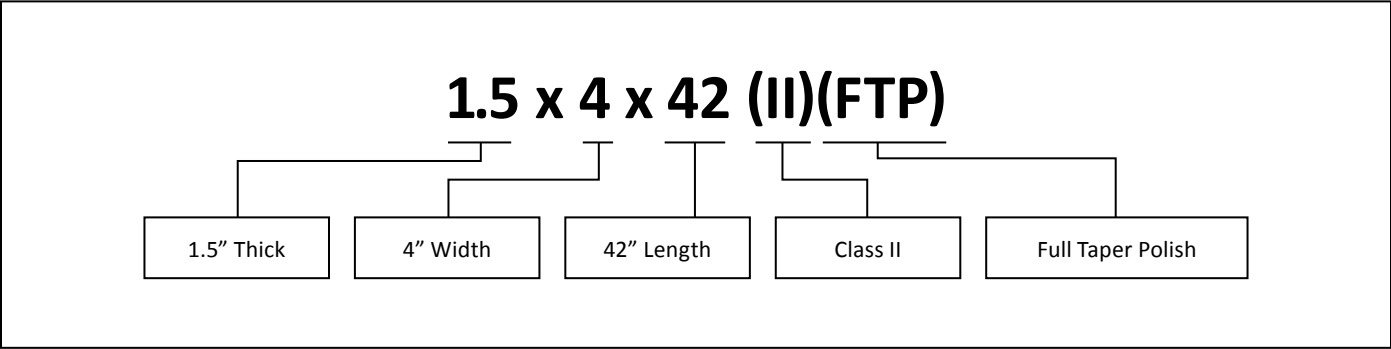 1.5 x 4 x 42 (II)(FTP)
1.5” Thick
4” Width
42” Length
Class II
Full Taper Polish